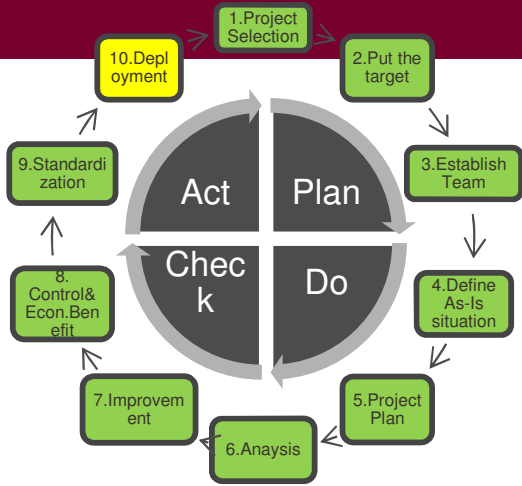 1.Project
Selection
2.Put the
target
3.Establish
Team
4.Define
As-Is
situation
5.Project
Plan
6.Anaysis
7.Improvem
ent
8.
Control&
Econ.Ben
efit
9.Standardi
zation
10.Depl
oyment
Act
Plan
Chec
k
Do